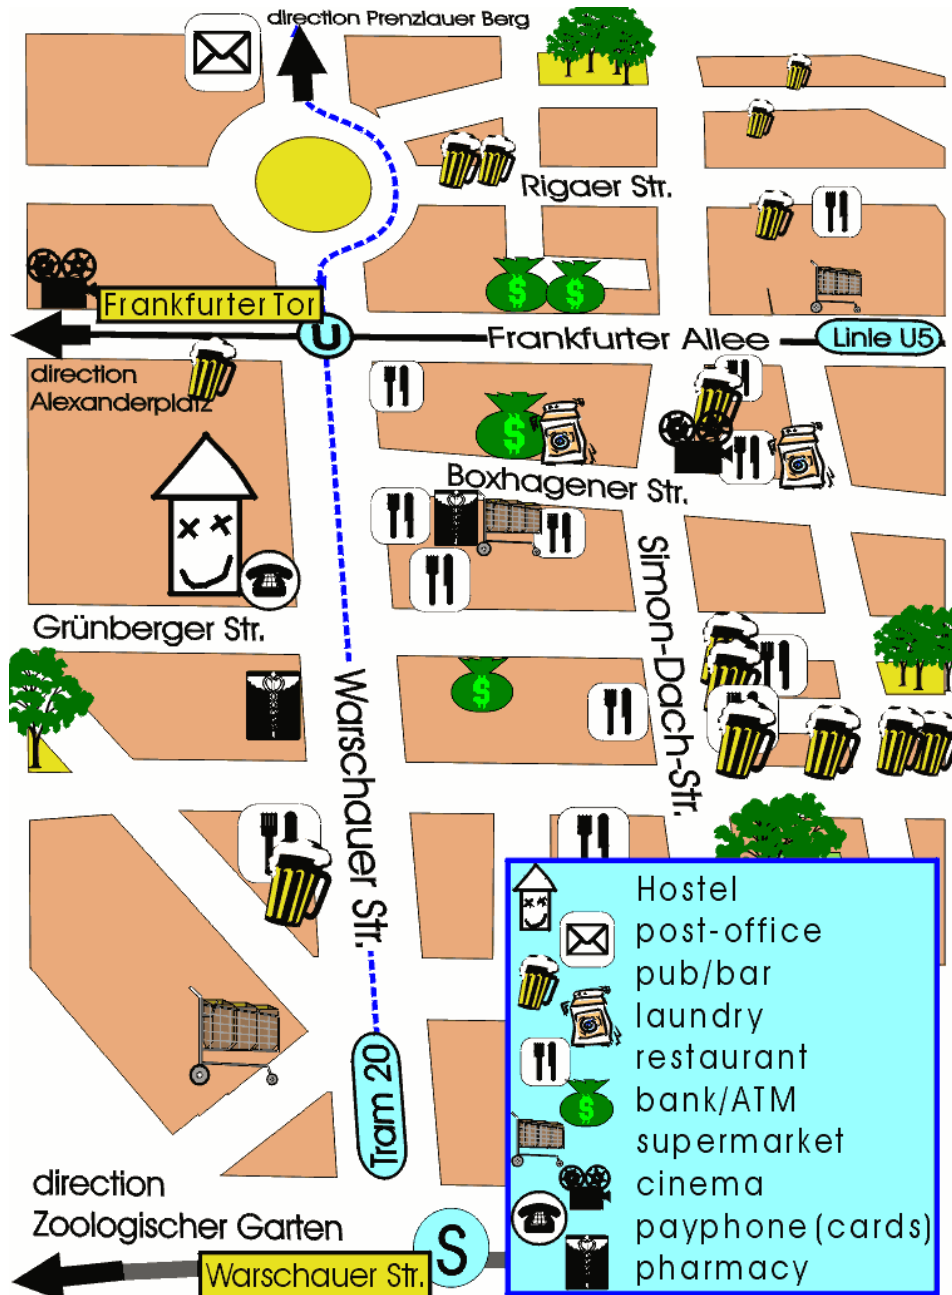 direction Prenzlauer Berg
Rigaer Str.
Frankfurter Tor
U
Frankfurter Allee
Linie U5
direction
Alexanderplatz
$
$
$
Boxhagener Str.
Simon-Dach-Str.
Grünberger Str.
$
Warschauer Str.
Tram 20
direction
Zoologischer Garten
S
Warschauer Str.
Hostel
post-office
pub/bar
laundry
restaurant
$
bank/ATM
supermarket
cinema
payphone(cards)
pharmacy